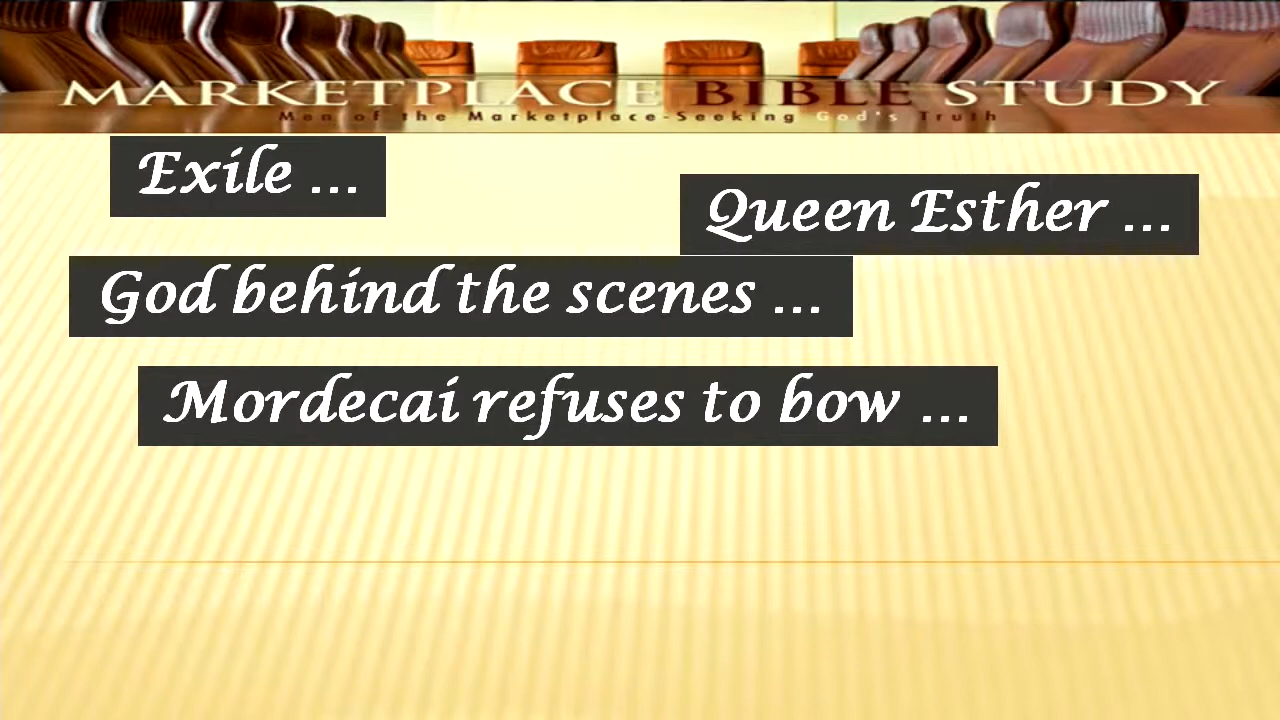 MARKETPLACE BIBLE STUDY
Men of the Marketplace-Seeking God's Truth
Exile ...
Queen Esther ...
God behind the scenes ...
Mordecai refuses to bow ...